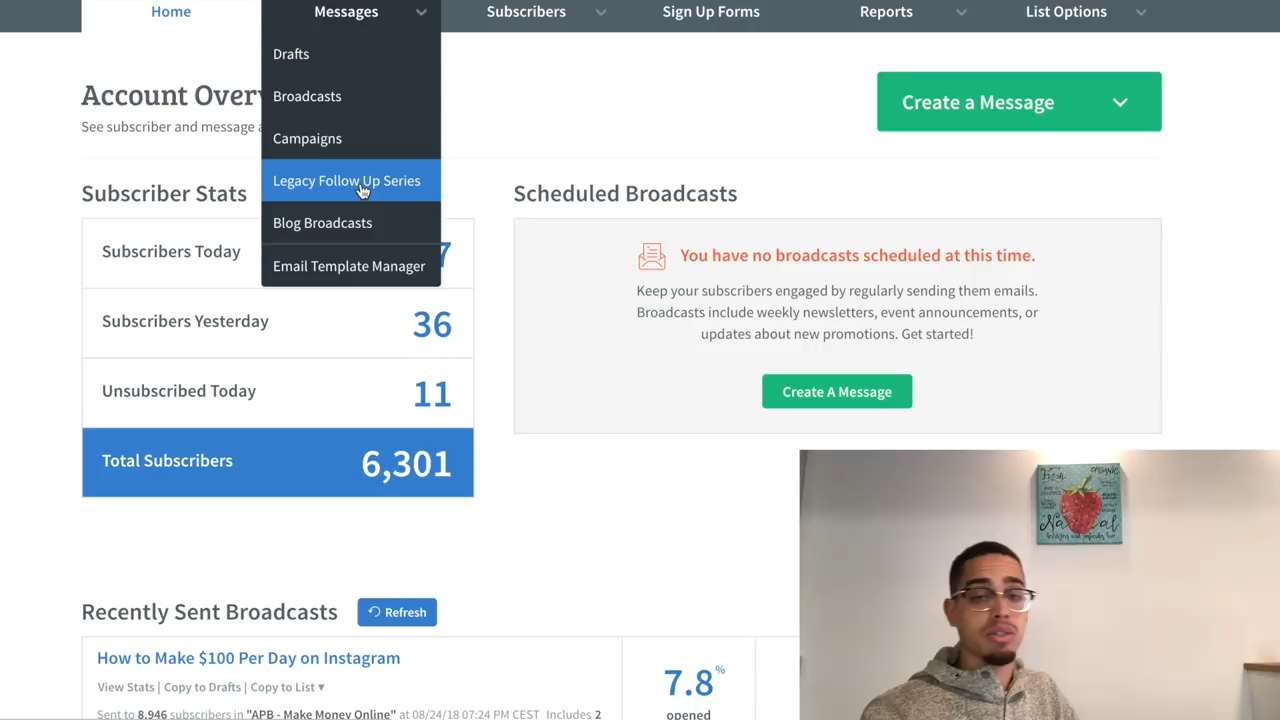 Home
Messages
Subscribers
Sign Up Forms
Reports
List Options
Drafts
Broadcasts
Campaigns
Legacy Follow Up Series
Blog Broadcasts
Email Template Manager
Account Over
See subscriber and message a
Create a Message
Subscriber Stats
Subscribers Today
7
Subscribers Yesterday
36
Unsubscribed Today
11
Total Subscribers
6,301
Scheduled Broadcasts
You have no broadcasts scheduled at this time.
Keep your subscribers engaged by regularly sending them emails.
Broadcasts include weekly newsletters, event announcements, or
updates about new promotions. Get started!
Create A Message
Recently Sent Broadcasts
Refresh
How to Make $100 Per Day on Instagram
View Stats | Copy to Drafts | Copy to List ▾
Sent to 8,946 subscribers in "APB - Make Money Online" at 08/24/18 07:24 PM CEST Includes 2
7.8%
opened
Fresh
ORGANIC
Natural